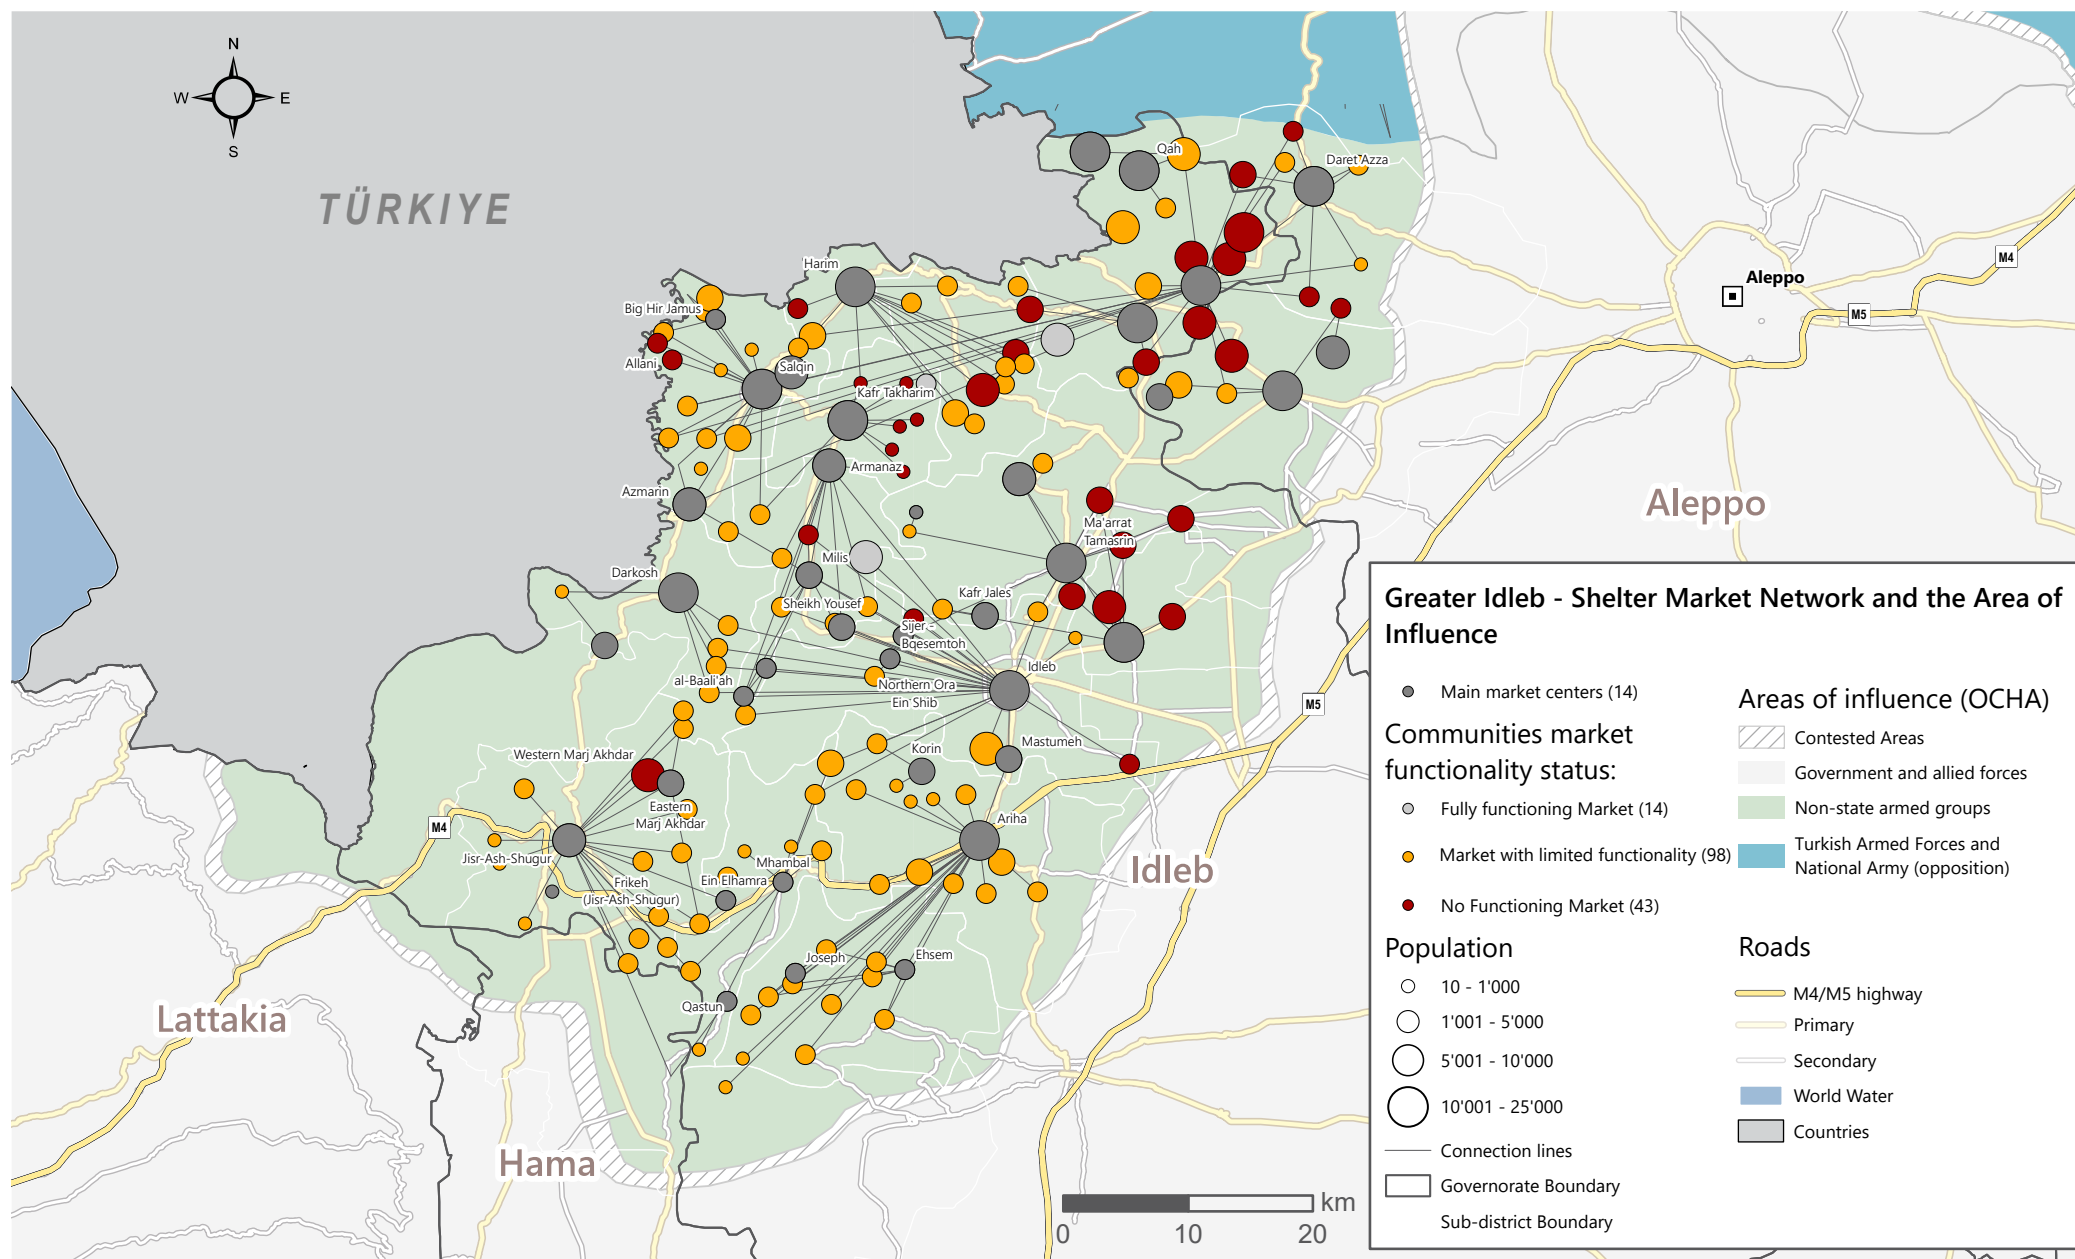 N
W
E
S
TÜRKIYE
Qah
Daret Azza
Harim
Big Hir Jamus
Allani
Salqin
Kafr Takharim
Armanaz
Azmarin
Ma'arrat
Tamasrin
Milis
Darkosh
Sheikh Yousef
Kafr Jales
Sijer -
Bqesemtoh
Idleb
al-Baali'ah
Northern Ora
Ein Shib
Western Marj Akhdar
Korin
Mastumeh
Eastern
Marj Akhdar
Ariha
Jisr-Ash-Shugur
Mhambal
Ein Elhamra
Frikeh
(Jisr-Ash-Shugur)
Joseph
Ehsem
Qastun
Aleppo
M4
M5
Aleppo
M5
M4
Idleb
Lattakia
Hama
km
0
10
20
Greater Idleb - Shelter Market Network and the Area of
Influence
Main market centers (14)
Communities market
functionality status:
Fully functioning Market (14)
Market with limited functionality (98)
No Functioning Market (43)
Population
10 - 1'000
1'001 - 5'000
5'001 - 10'000
10'001 - 25'000
Connection lines
Governorate Boundary
Sub-district Boundary
Areas of influence (OCHA)
Contested Areas
Government and allied forces
Non-state armed groups
Turkish Armed Forces and
National Army (opposition)
Roads
M4/M5 highway
Primary
Secondary
World Water
Countries